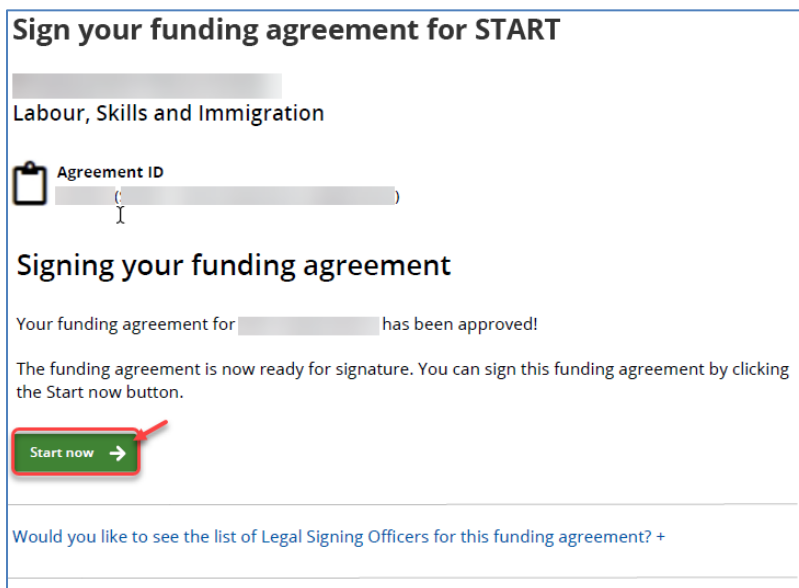 Sign your funding agreement for START
Labour, Skills and Immigration
Agreement ID
( )
Signing your funding agreement
Your funding agreement for has been approved!
The funding agreement is now ready for signature. You can sign this funding agreement by clicking
the Start now button.
Start now
Would you like to see the list of Legal Signing Officers for this funding agreement? +